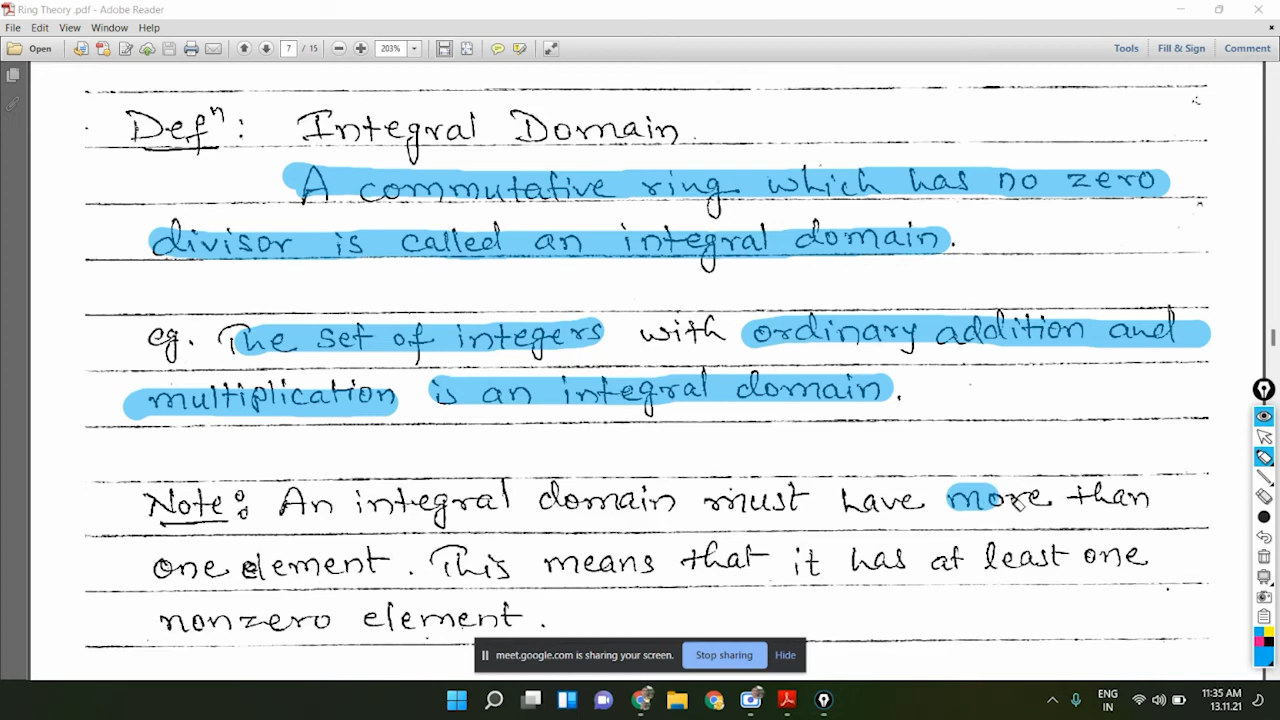 Ring Theory .pdf - Adobe Reader
File Edit View Window Help
Open 7 / 15 203% Tools Fill & Sign Comment
Defⁿ: Integral Domain.
A commutative ring which has no zero
divisor is called an integral domain.
eg. The set of integers with ordinary addition and
multiplication is an integral domain.
Note: An integral domain must have more than
one element. This means that it has at least one
nonzero element.
meet.google.com is sharing your screen. Stop sharing Hide
ENG 11:35 AM
IN 13.11.21